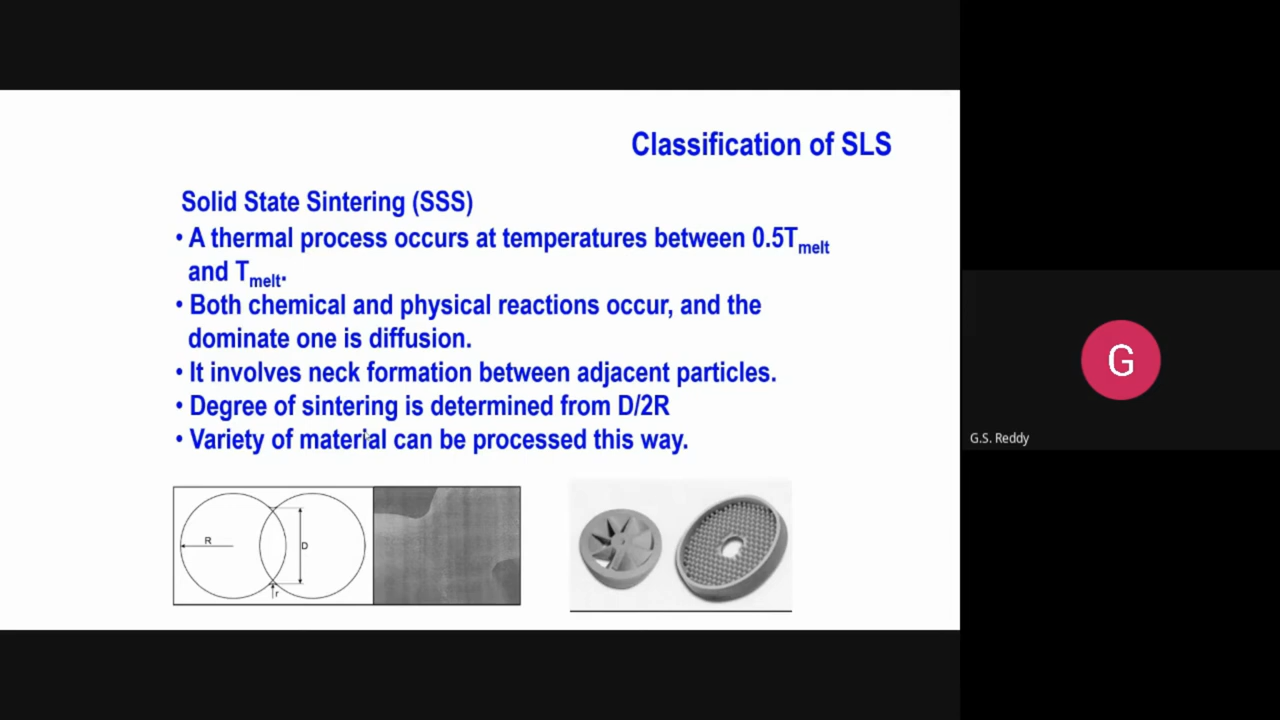 Classification of SLS
Solid State Sintering (SSS)
• A thermal process occurs at temperatures between 0.5Tmelt
and Tmelt.
• Both chemical and physical reactions occur, and the
dominate one is diffusion.
• It involves neck formation between adjacent particles.
• Degree of sintering is determined from D/2R
• Variety of material can be processed this way.
R
D
r
G
G.S. Reddy